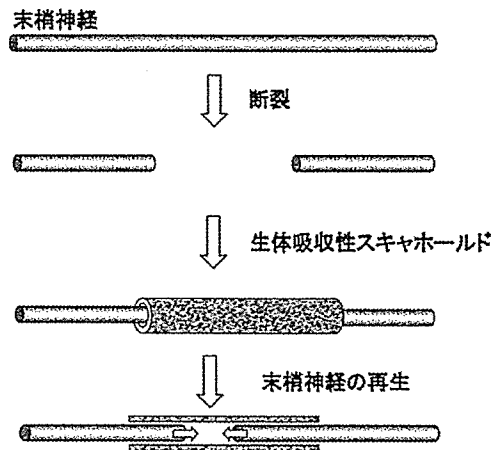 末梢神経
断裂
生体吸収性スキャホールド
末梢神経の再生